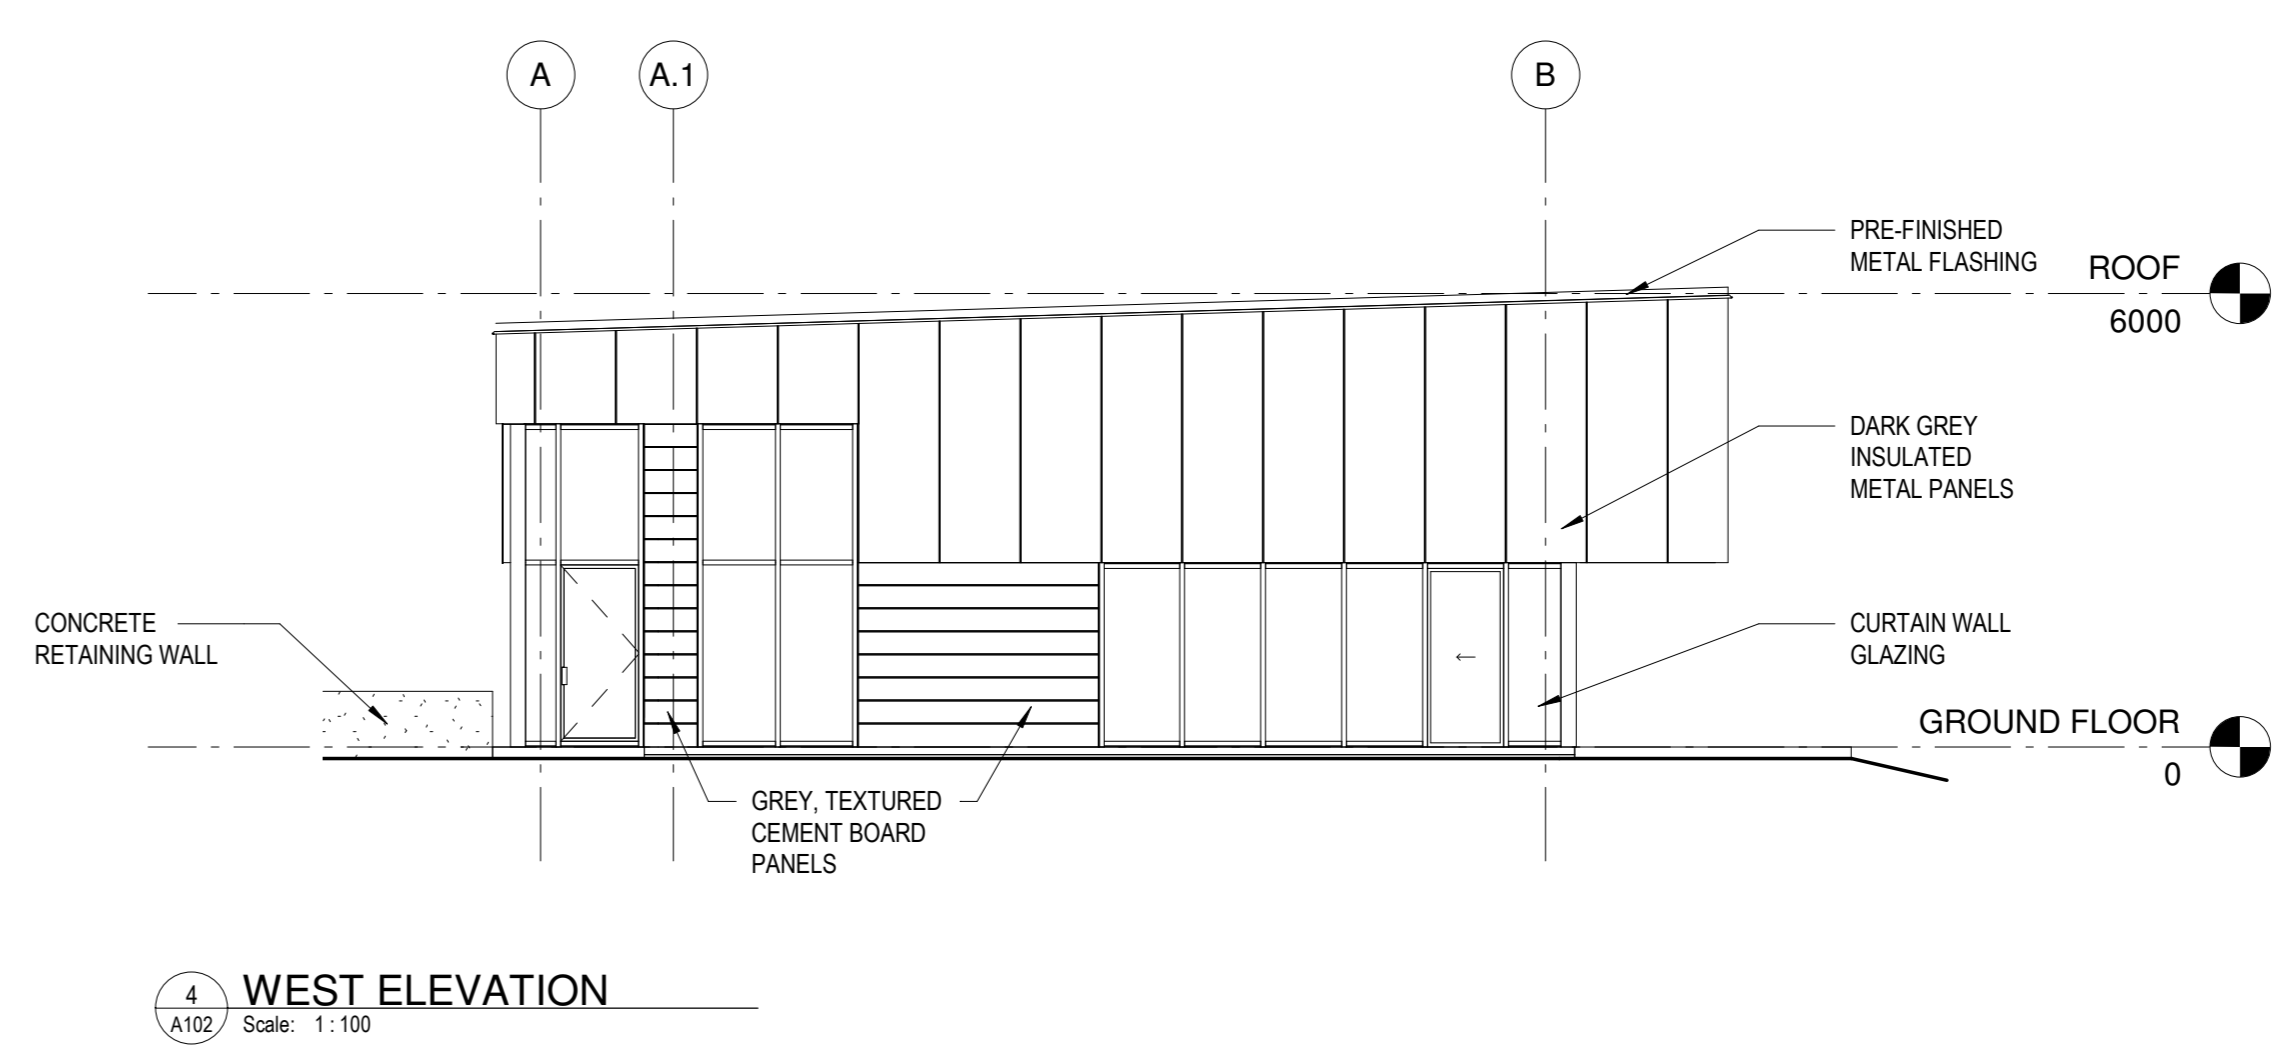 A
A.1
B
PRE-FINISHED
METAL FLASHING
ROOF
6000
DARK GREY
INSULATED
METAL PANELS
CONCRETE
RETAINING WALL
CURTAIN WALL
GLAZING
GROUND FLOOR
0
GREY, TEXTURED
CEMENT BOARD
PANELS
4
A102
WEST ELEVATION
Scale: 1 : 100